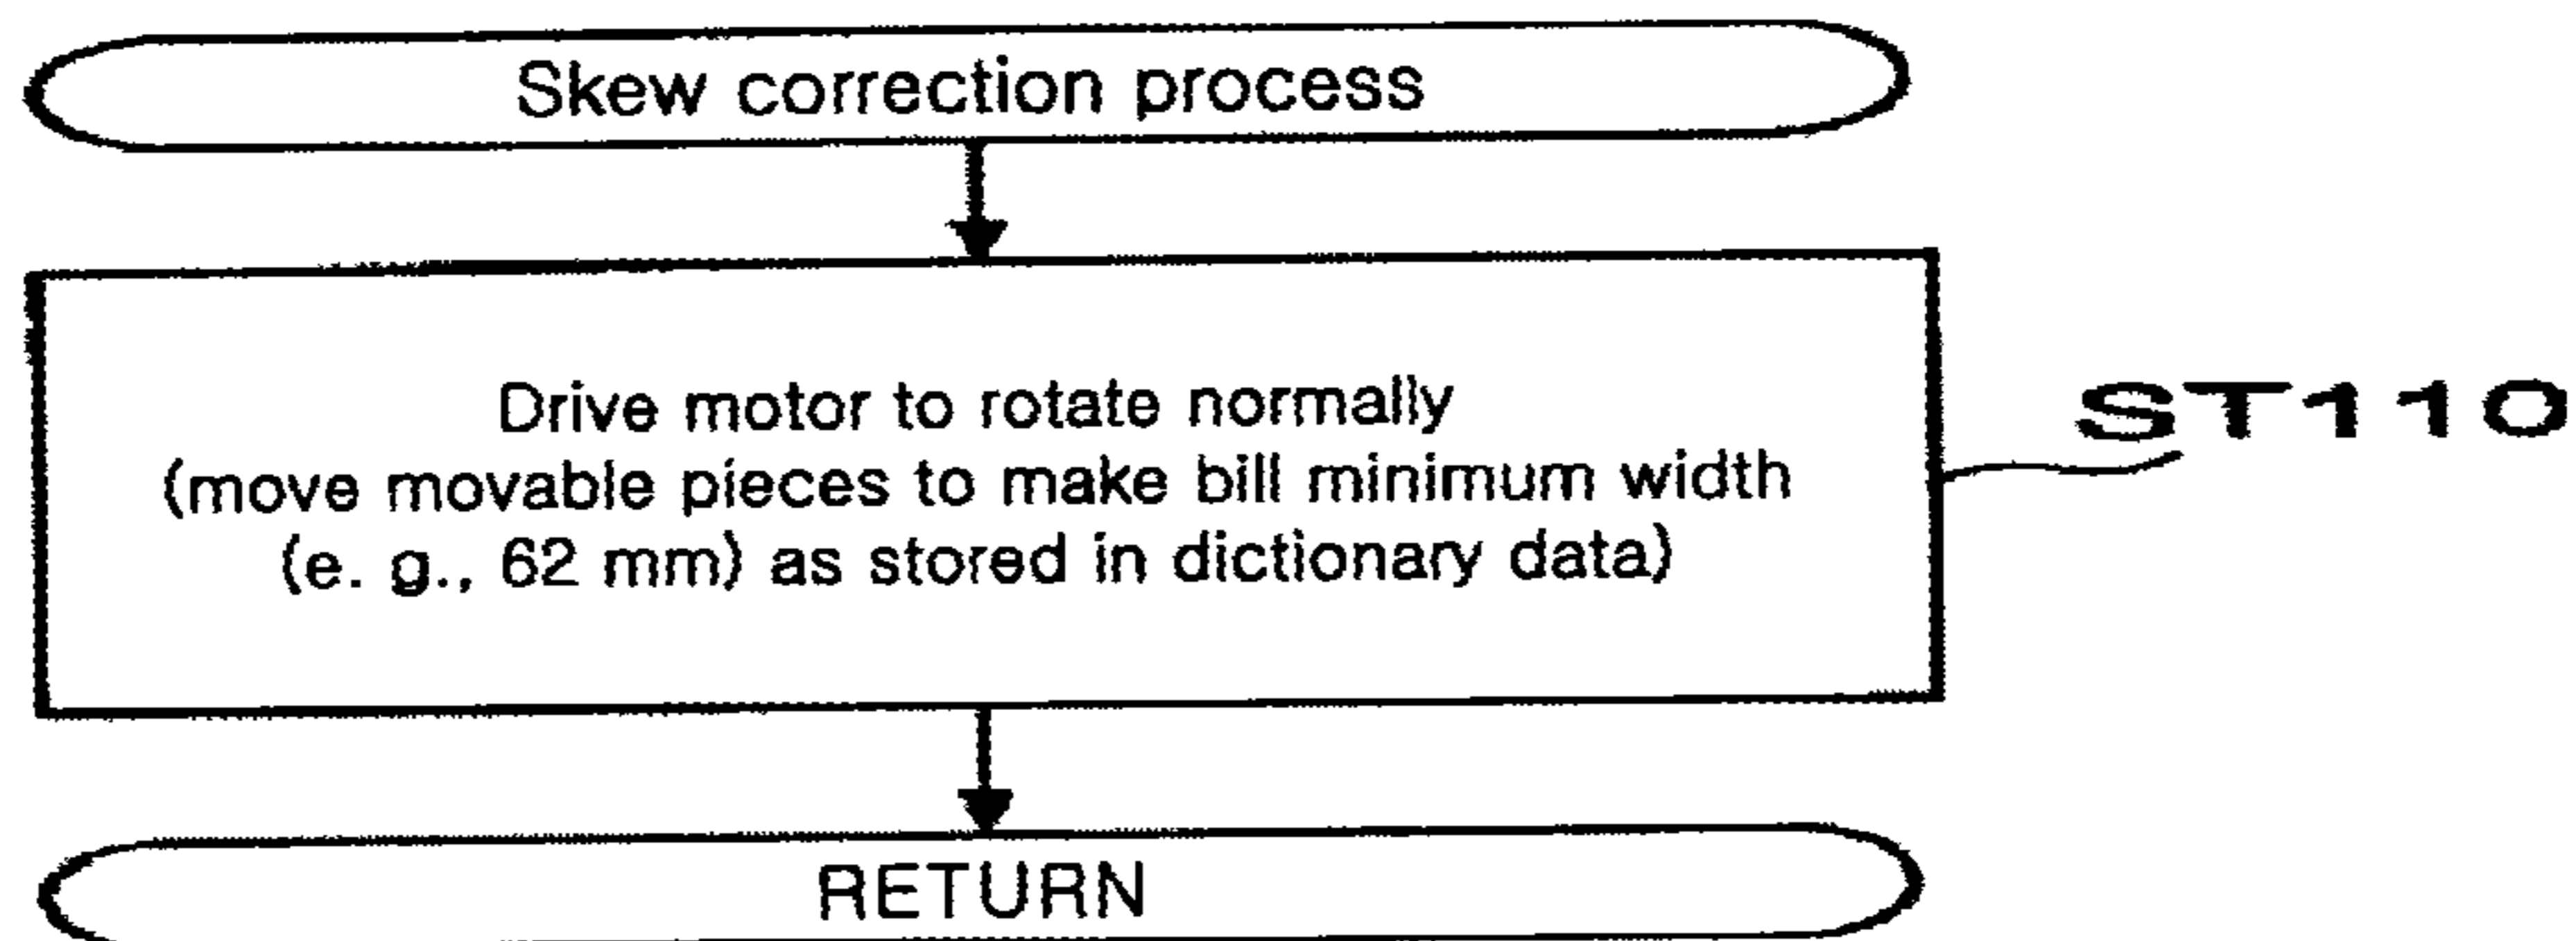 Skew correction process
Drive motor to rotate normally
(move movable pieces to make bill minimum width
(e. g., 62 mm) as stored in dictionary data)
ST110
RETURN